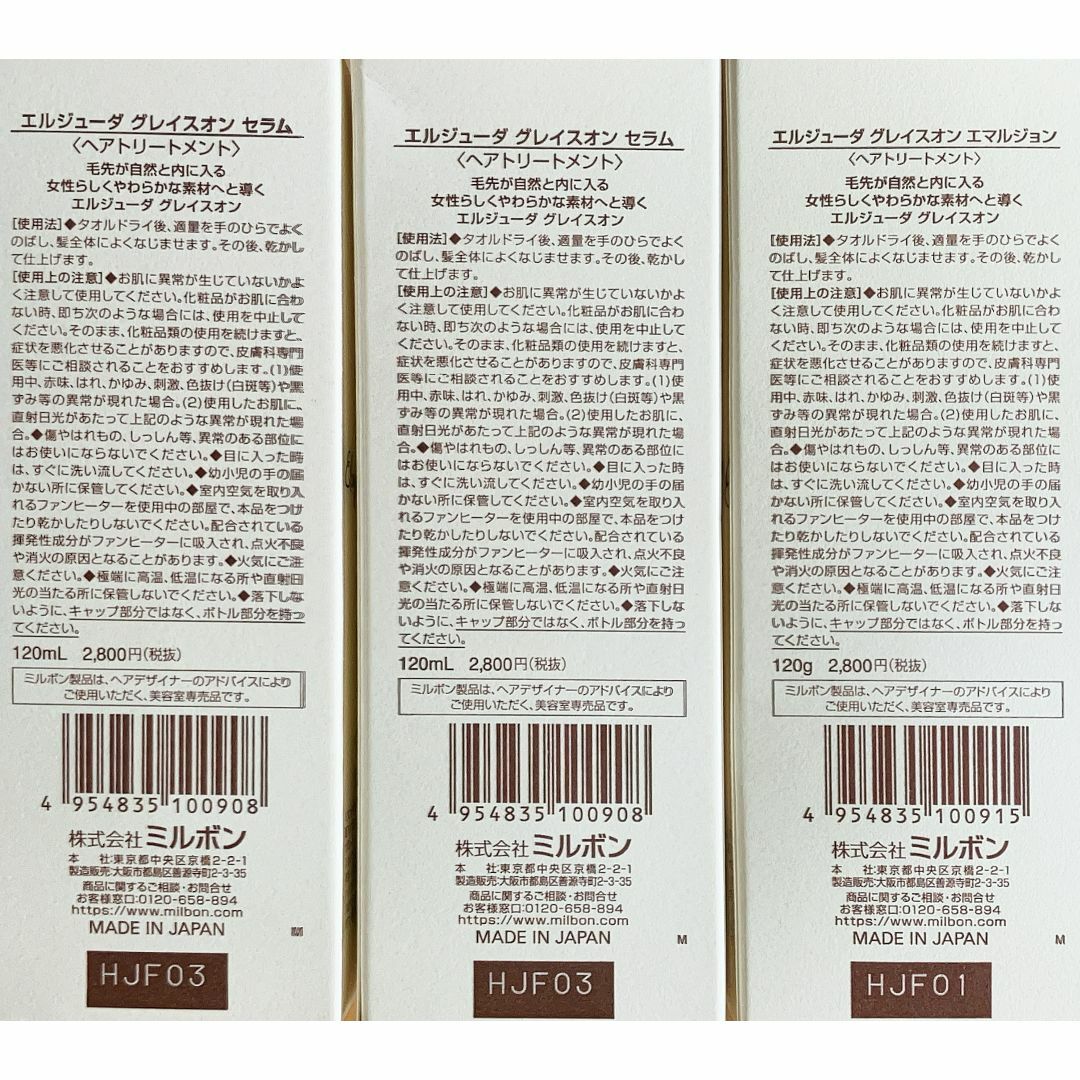 エルジューダ グレイスオン セラム
〈ヘアトリートメント〉
毛先が自然と内に入る
女性らしくやわらかな素材へと導く
エルジューダ グレイスオン
[使用法]◆タオルドライ後、適量を手のひらでよく
のばし、髪全体によくなじませます。その後、乾かし
て仕上げます。
[使用上の注意]◆お肌に異常が生じていないかよ
く注意して使用してください。化粧品がお肌に合わ
ない時、即ち次のような場合には、使用を中止して
ください。そのまま、化粧品類の使用を続けますと、
症状を悪化させることがありますので、皮膚科専門
医等にご相談されることをおすすめします。(1)使
用中、赤味、はれ、かゆみ、刺激、色抜け(白斑等)や黒
ずみ等の異常が現れた場合。(2)使用したお肌に、
直射日光があたって上記のような異常が現れた場
合。◆傷やはれもの、しっしん等、異常のある部位に
はお使いにならないでください。◆目に入った時
は、すぐに洗い流してください。◆幼小児の手の届
かない所に保管してください。◆室内空気を取り入
れるファンヒーターを使用中の部屋で、本品をつけ
たり乾かしたりしないでください。配合されている
揮発性成分がファンヒーターに吸入され、点火不良
や消火の原因となることがあります。◆火気にご注
意ください。◆極端に高温、低温になる所や直射日
光の当たる所に保管しないでください。◆落下しな
いように、キャップ部分ではなく、ボトル部分を持っ
てください。
120mL 2,800円(税抜)
ミルボン製品は、ヘアデザイナーのアドバイスにより
ご使用いただく、美容室専売品です。
4 954835 100908
株式会社 ミルボン
本 社:東京都中央区京橋2-2-1
製造販売:大阪市都島区善源寺町2-3-35
商品に関するご相談・お問合せ
お客様窓口:0120-658-894
https://www.milbon.com
MADE IN JAPAN M
HJF03
エルジューダ グレイスオン セラム
〈ヘアトリートメント〉
毛先が自然と内に入る
女性らしくやわらかな素材へと導く
エルジューダ グレイスオン
[使用法]◆タオルドライ後、適量を手のひらでよく
のばし、髪全体によくなじませます。その後、乾かし
て仕上げます。
[使用上の注意]◆お肌に異常が生じていないかよ
く注意して使用してください。化粧品がお肌に合わ
ない時、即ち次のような場合には、使用を中止して
ください。そのまま、化粧品類の使用を続けますと、
症状を悪化させることがありますので、皮膚科専門
医等にご相談されることをおすすめします。(1)使
用中、赤味、はれ、かゆみ、刺激、色抜け(白斑等)や黒
ずみ等の異常が現れた場合。(2)使用したお肌に、
直射日光があたって上記のような異常が現れた場
合。◆傷やはれもの、しっしん等、異常のある部位に
はお使いにならないでください。◆目に入った時
は、すぐに洗い流してください。◆幼小児の手の届
かない所に保管してください。◆室内空気を取り入
れるファンヒーターを使用中の部屋で、本品をつけ
たり乾かしたりしないでください。配合されている
揮発性成分がファンヒーターに吸入され、点火不良
や消火の原因となることがあります。◆火気にご注
意ください。◆極端に高温、低温になる所や直射日
光の当たる所に保管しないでください。◆落下しな
いように、キャップ部分ではなく、ボトル部分を持っ
てください。
120mL 2,800円(税抜)
ミルボン製品は、ヘアデザイナーのアドバイスにより
ご使用いただく、美容室専売品です。
4 954835 100908
株式会社 ミルボン
本 社:東京都中央区京橋2-2-1
製造販売:大阪市都島区善源寺町2-3-35
商品に関するご相談・お問合せ
お客様窓口:0120-658-894
https://www.milbon.com
MADE IN JAPAN M
HJF03
エルジューダ グレイスオン エマルジョン
〈ヘアトリートメント〉
毛先が自然と内に入る
女性らしくやわらかな素材へと導く
エルジューダ グレイスオン
[使用法]◆タオルドライ後、適量を手のひらでよく
のばし、髪全体によくなじませます。その後、乾かし
て仕上げます。
[使用上の注意]◆お肌に異常が生じていないかよ
く注意して使用してください。化粧品がお肌に合わ
ない時、即ち次のような場合には、使用を中止して
ください。そのまま、化粧品類の使用を続けますと、
症状を悪化させることがありますので、皮膚科専門
医等にご相談されることをおすすめします。(1)使
用中、赤味、はれ、かゆみ、刺激、色抜け(白斑等)や黒
ずみ等の異常が現れた場合。(2)使用したお肌に、
直射日光があたって上記のような異常が現れた場
合。◆傷やはれもの、しっしん等、異常のある部位に
はお使いにならないでください。◆目に入った時
は、すぐに洗い流してください。◆幼小児の手の届
かない所に保管してください。◆室内空気を取り入
れるファンヒーターを使用中の部屋で、本品をつけ
たり乾かしたりしないでください。配合されている
揮発性成分がファンヒーターに吸入され、点火不良
や消火の原因となることがあります。◆火気にご注
意ください。◆極端に高温、低温になる所や直射日
光の当たる所に保管しないでください。◆落下しな
いように、キャップ部分ではなく、ボトル部分を持っ
てください。
120g 2,800円(税抜)
ミルボン製品は、ヘアデザイナーのアドバイスにより
ご使用いただく、美容室専売品です。
4 954835 100915
株式会社 ミルボン
本 社:東京都中央区京橋2-2-1
製造販売:大阪市都島区善源寺町2-3-35
商品に関するご相談・お問合せ
お客様窓口:0120-658-894
https://www.milbon.com
MADE IN JAPAN M
HJF01